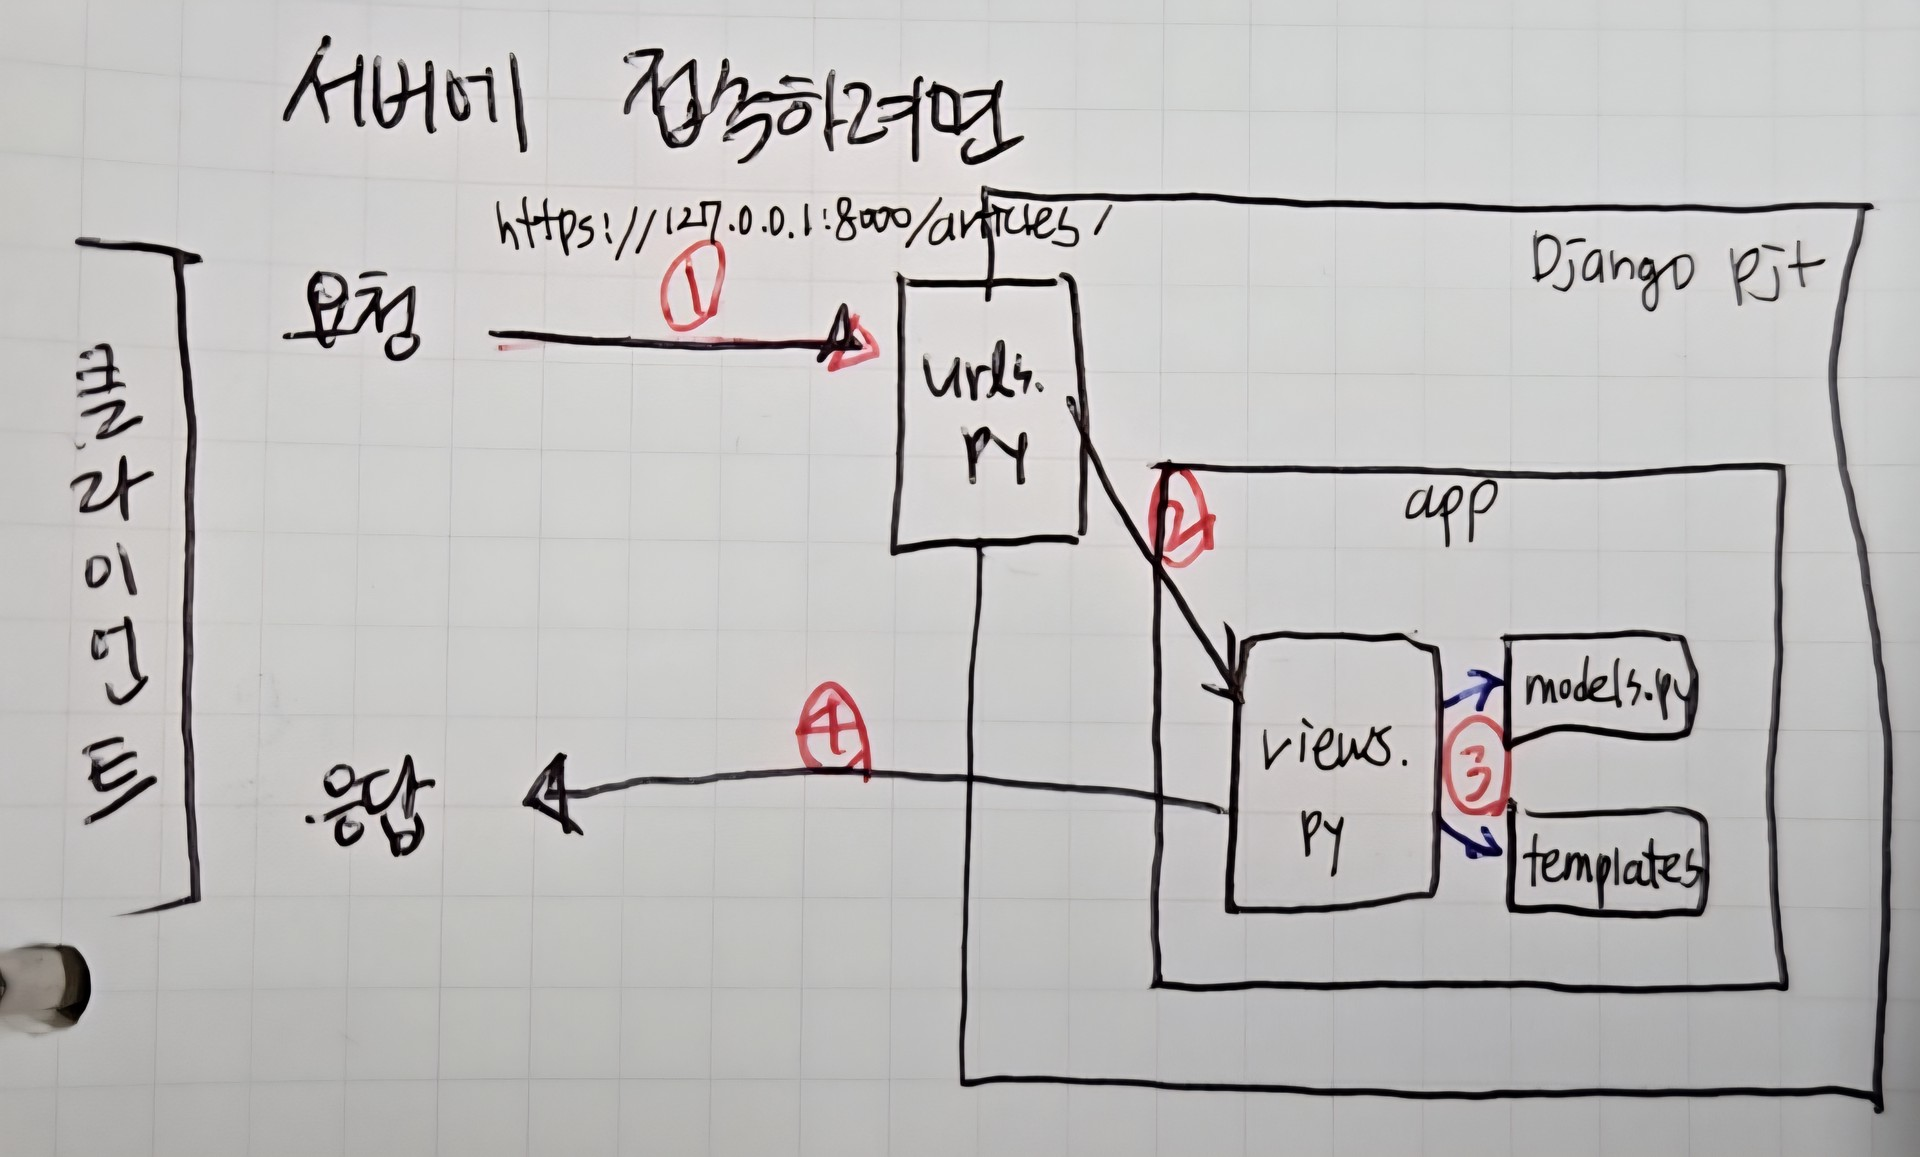 서버에 접속하려면
https://127.0.0.1:8000/articles/
Django pjt
요청
①
urls.
py
클라이언트
②
app
views.
py
③
models.py
templates
④
응답